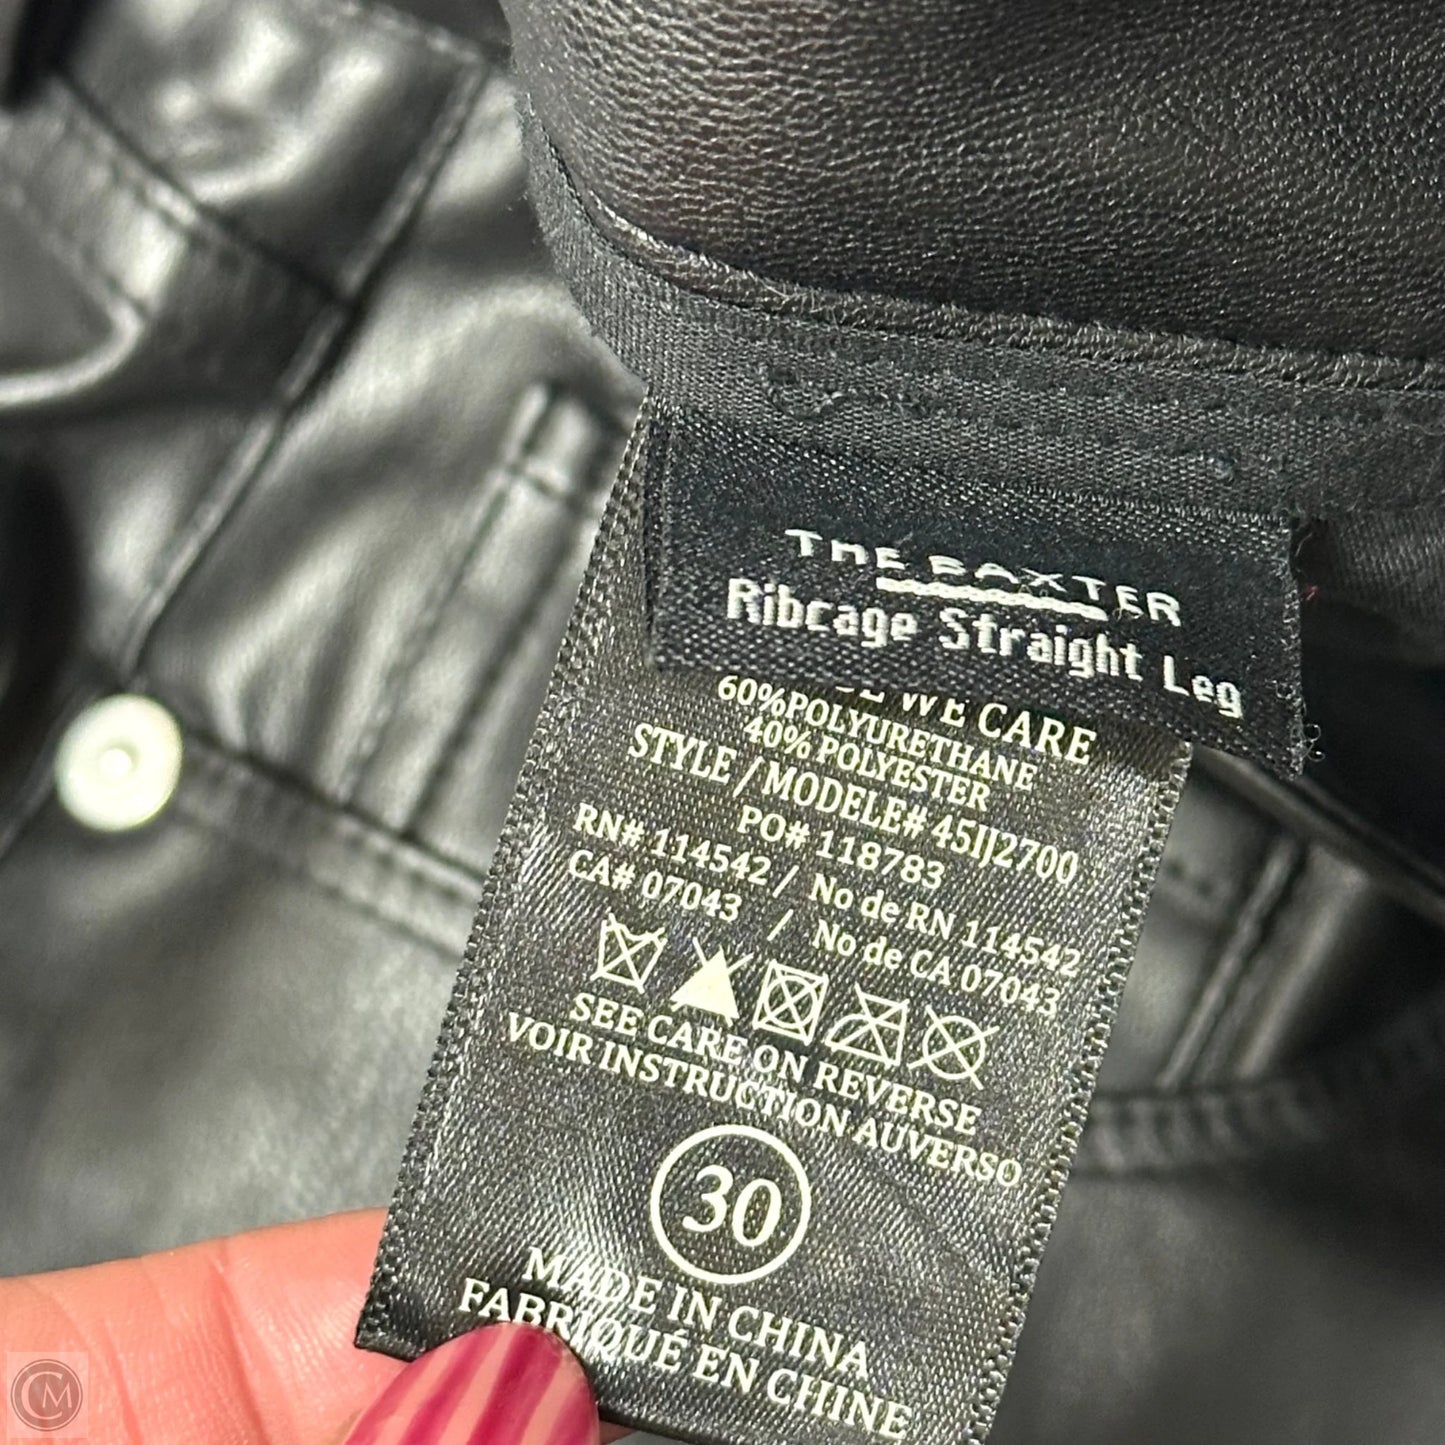 THE BAXTER
Ribcage Straight Leg
WE CARE
60%POLYURETHANE
40% POLYESTER
STYLE / MODELE# 45IJ2700
PO# 118783
RN# 114542 / No de RN 114542
CA# 07043 / No de CA 07043
SEE CARE ON REVERSE
VOIR INSTRUCTION AUVERSO
30
MADE IN CHINA
FABRIQUÉ EN CHINE
CM